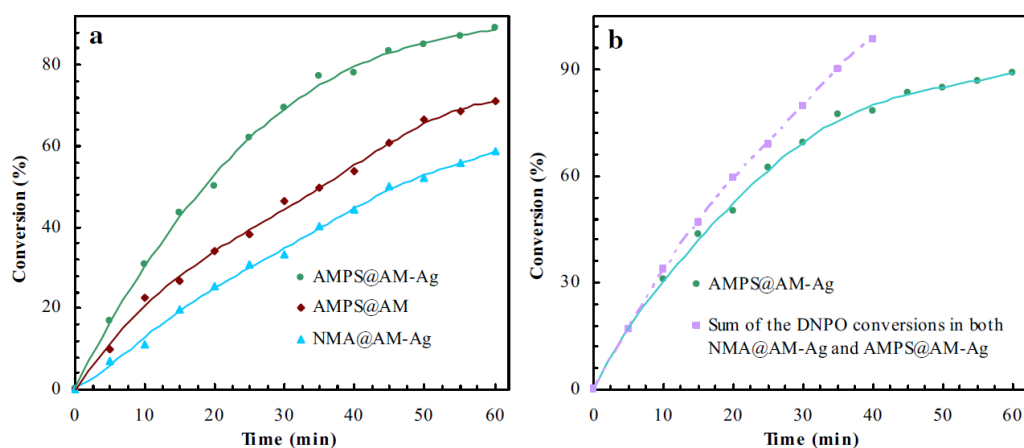 a
80
60
40
20
0
Conversion (%)
AMPS@AM-Ag
AMPS@AM
NMA@AM-Ag
0 10 20 30 40 50 60
Time (min)
b
90
60
30
0
Conversion (%)
AMPS@AM-Ag
Sum of the DNPO conversions in both
NMA@AM-Ag and AMPS@AM-Ag
0 10 20 30 40 50 60
Time (min)